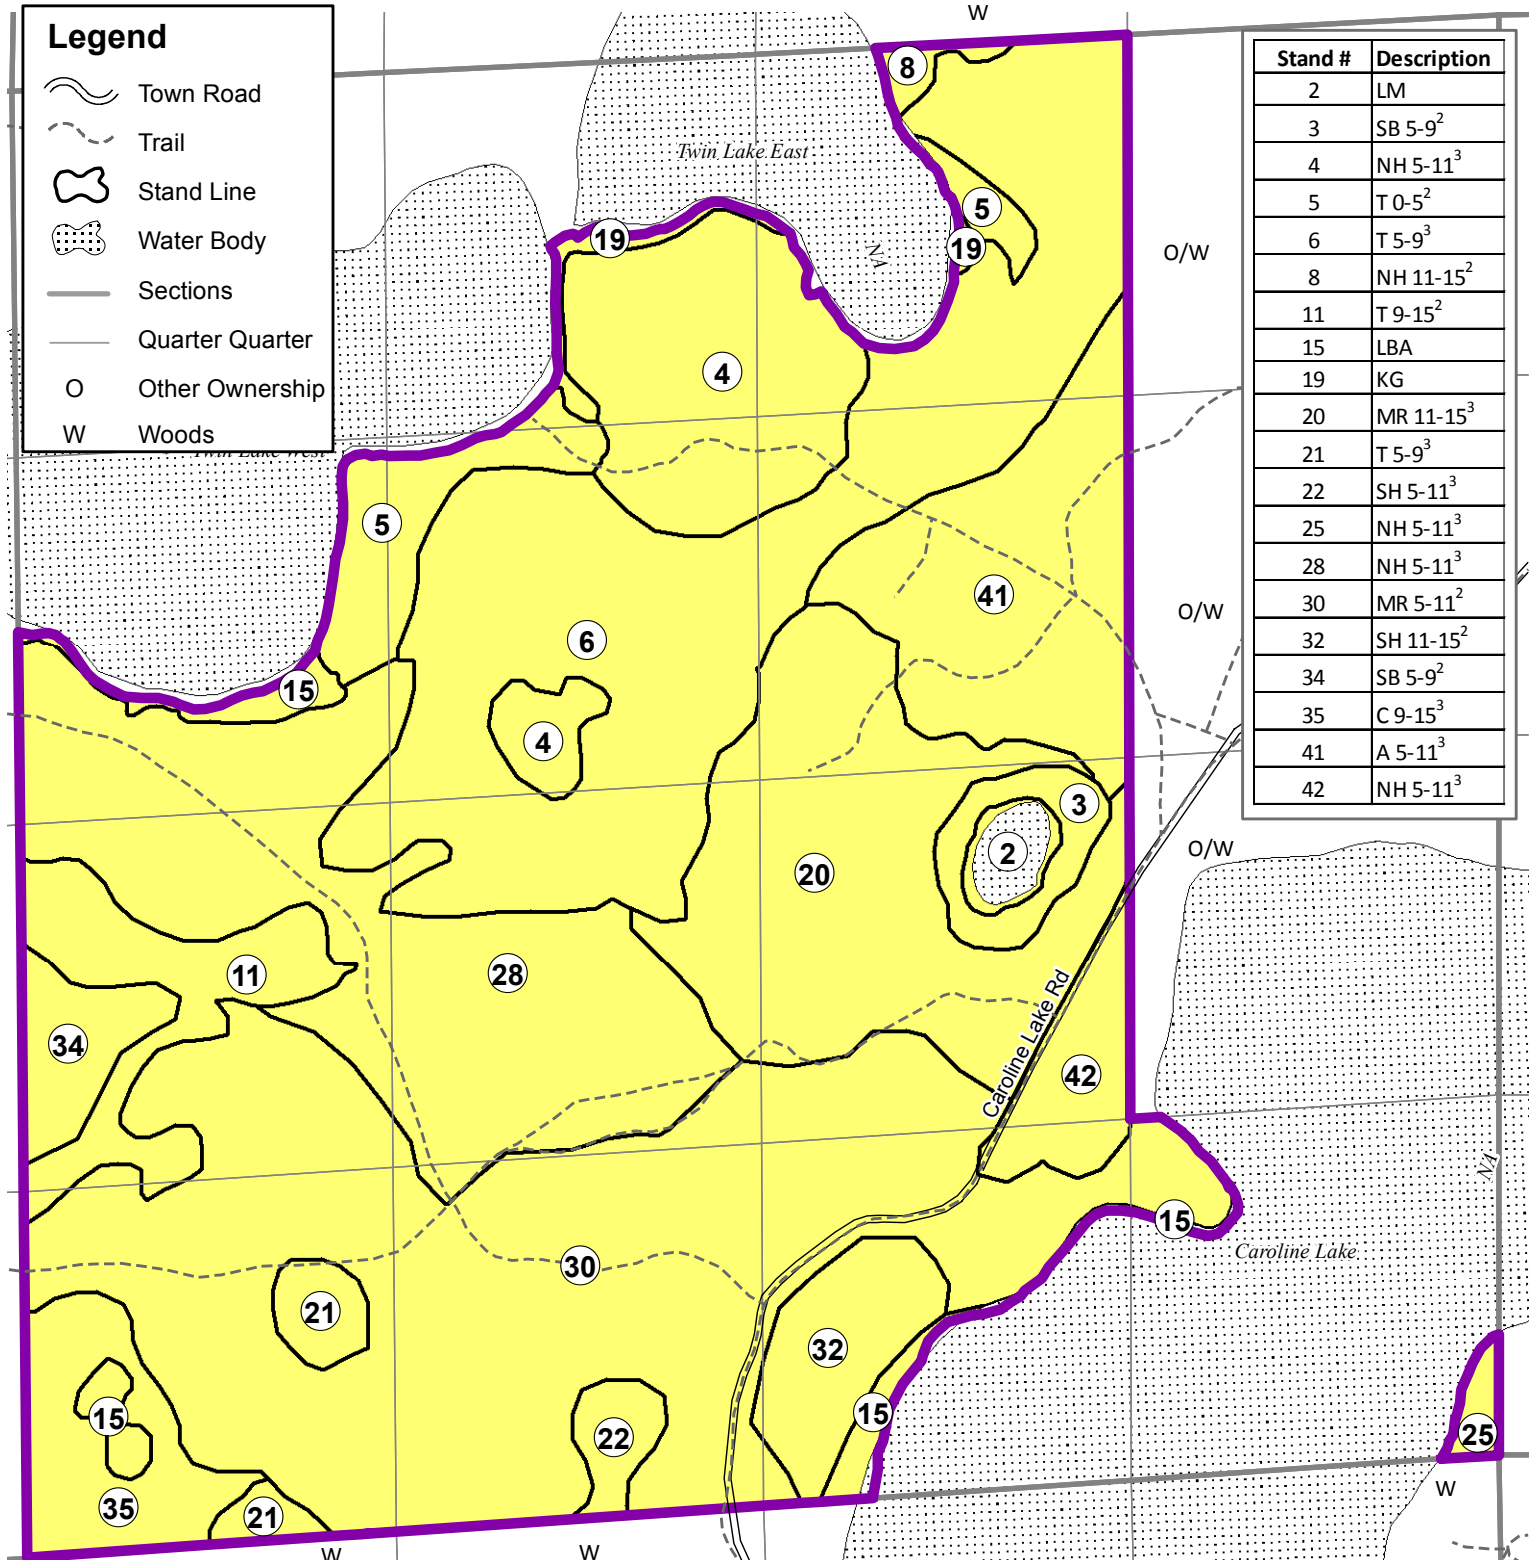 W
Legend
Town Road
Trail
Stand Line
Water Body
Sections
Quarter Quarter
O Other Ownership
W Woods
Stand # Description
2 LM
3 SB 5-9²
4 NH 5-11³
5 T 0-5²
6 T 5-9³
8 NH 11-15²
11 T 9-15²
15 LBA
19 KG
20 MR 11-15³
21 T 5-9³
22 SH 5-11³
25 NH 5-11³
28 NH 5-11³
30 MR 5-11²
32 SH 11-15²
34 SB 5-9²
35 C 9-15³
41 A 5-11³
42 NH 5-11³
8
Twin Lake East
5
19
19
NA
O/W
4
Twin Lake West
5
41
O/W
6
15
4
3
2
O/W
20
11
28
34
Caroline Lake Rd
42
NA
15
Caroline Lake
30
21
32
15
15
22
25
35
21
W
W
W